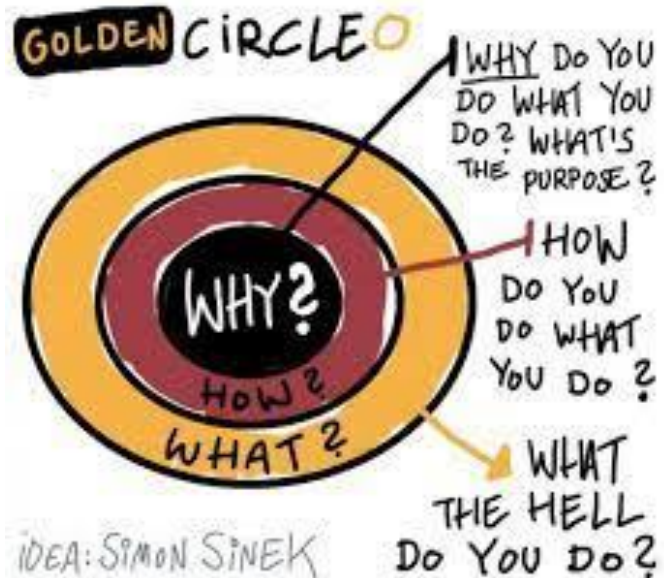 GOLDEN CiRCLE
WHY DO YOU
DO WHAT YOU
DO? WHAT'S
THE PURPOSE?
WHY?
HOW?
WHAT?
HOW
DO YOU
DO WHAT
YOU DO?
WHAT
THE HELL
DO YOU DO?
iDEA: SiMON SiNEK